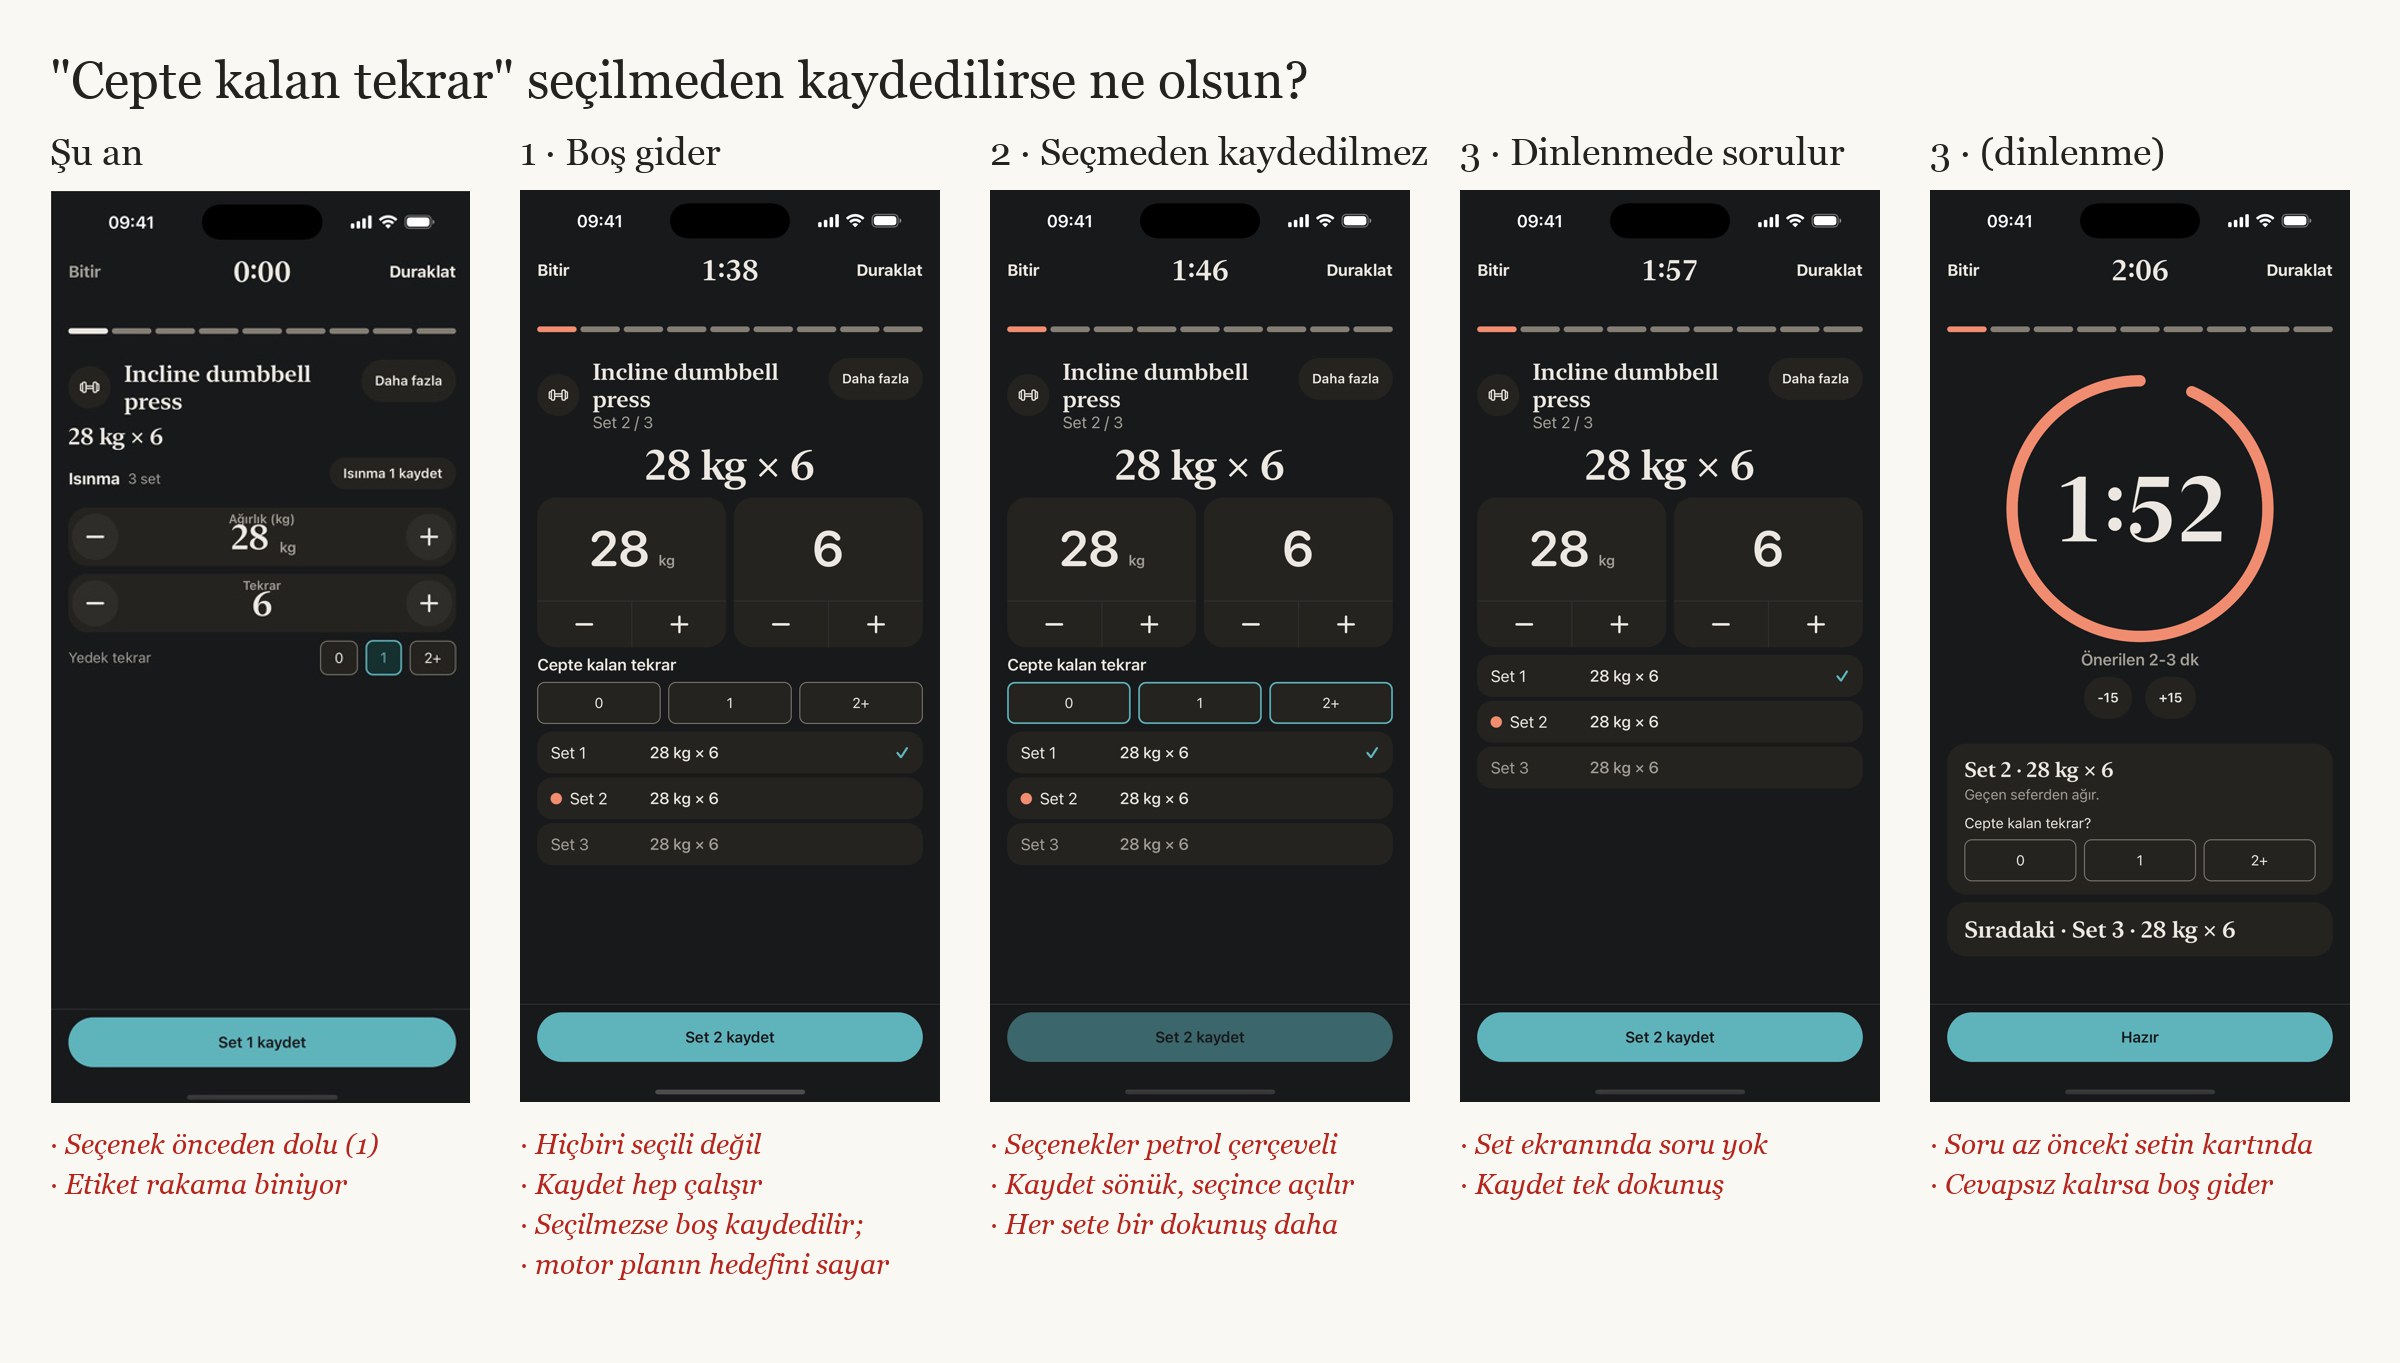 "Cepte kalan tekrar" seçilmeden kaydedilirse ne olsun?
Şu an
09:41
Bitir
0:00
Duraklat
Incline dumbbell
press
Daha fazla
28 kg × 6
Isınma 3 set
Isınma 1 kaydet
Ağırlık (kg)
− 28 kg +
Tekrar
− 6 +
Yedek tekrar
0 1 2+
Set 1 kaydet
· Seçenek önceden dolu (1)
· Etiket rakama biniyor
1 · Boş gider
09:41
Bitir
1:38
Duraklat
Incline dumbbell
press
Daha fazla
Set 2 / 3
28 kg × 6
28 kg
6
− + − +
Cepte kalan tekrar
0 1 2+
Set 1 28 kg × 6 ✓
Set 2 28 kg × 6
Set 3 28 kg × 6
Set 2 kaydet
· Hiçbiri seçili değil
· Kaydet hep çalışır
· Seçilmezse boş kaydedilir;
· motor planın hedefini sayar
2 · Seçmeden kaydedilmez
09:41
Bitir
1:46
Duraklat
Incline dumbbell
press
Daha fazla
Set 2 / 3
28 kg × 6
28 kg
6
− + − +
Cepte kalan tekrar
0 1 2+
Set 1 28 kg × 6 ✓
Set 2 28 kg × 6
Set 3 28 kg × 6
Set 2 kaydet
· Seçenekler petrol çerçeveli
· Kaydet sönük, seçince açılır
· Her sete bir dokunuş daha
3 · Dinlenmede sorulur
09:41
Bitir
1:57
Duraklat
Incline dumbbell
press
Daha fazla
Set 2 / 3
28 kg × 6
28 kg
6
− + − +
Set 1 28 kg × 6 ✓
Set 2 28 kg × 6
Set 3 28 kg × 6
Set 2 kaydet
· Set ekranında soru yok
· Kaydet tek dokunuş
3 · (dinlenme)
09:41
Bitir
2:06
Duraklat
1:52
Önerilen 2-3 dk
-15 +15
Set 2 · 28 kg × 6
Geçen seferden ağır.
Cepte kalan tekrar?
0 1 2+
Sıradaki · Set 3 · 28 kg × 6
Hazır
· Soru az önceki setin kartında
· Cevapsız kalırsa boş gider